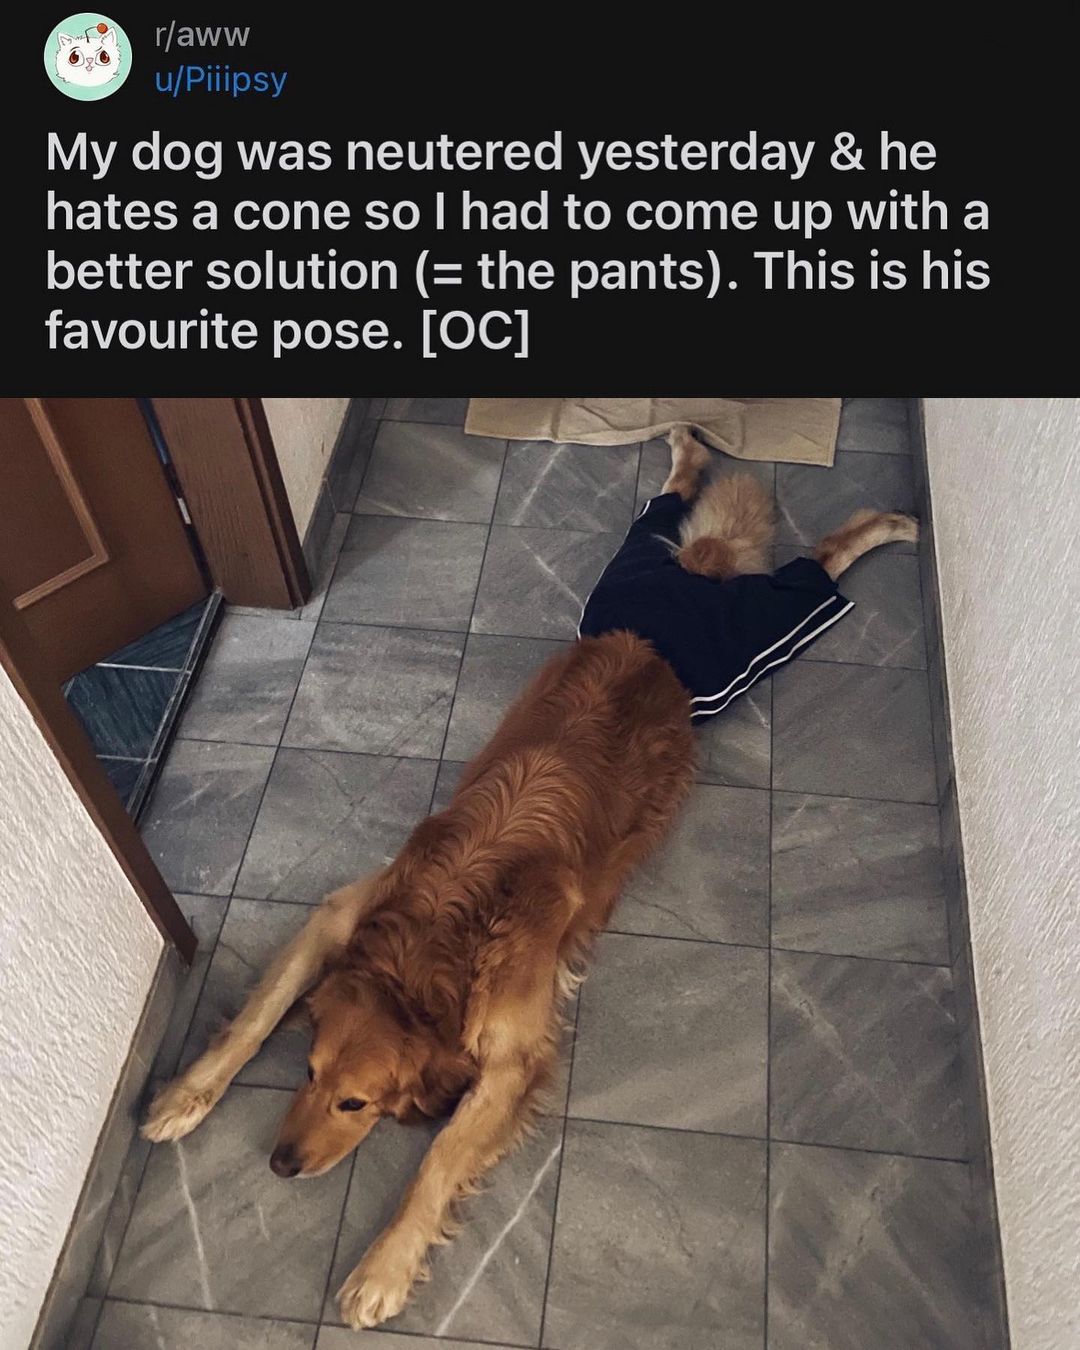 r/aww
u/Piiipsy
My dog was neutered yesterday & he
hates a cone so I had to come up with a
better solution (= the pants). This is his
favourite pose. [OC]